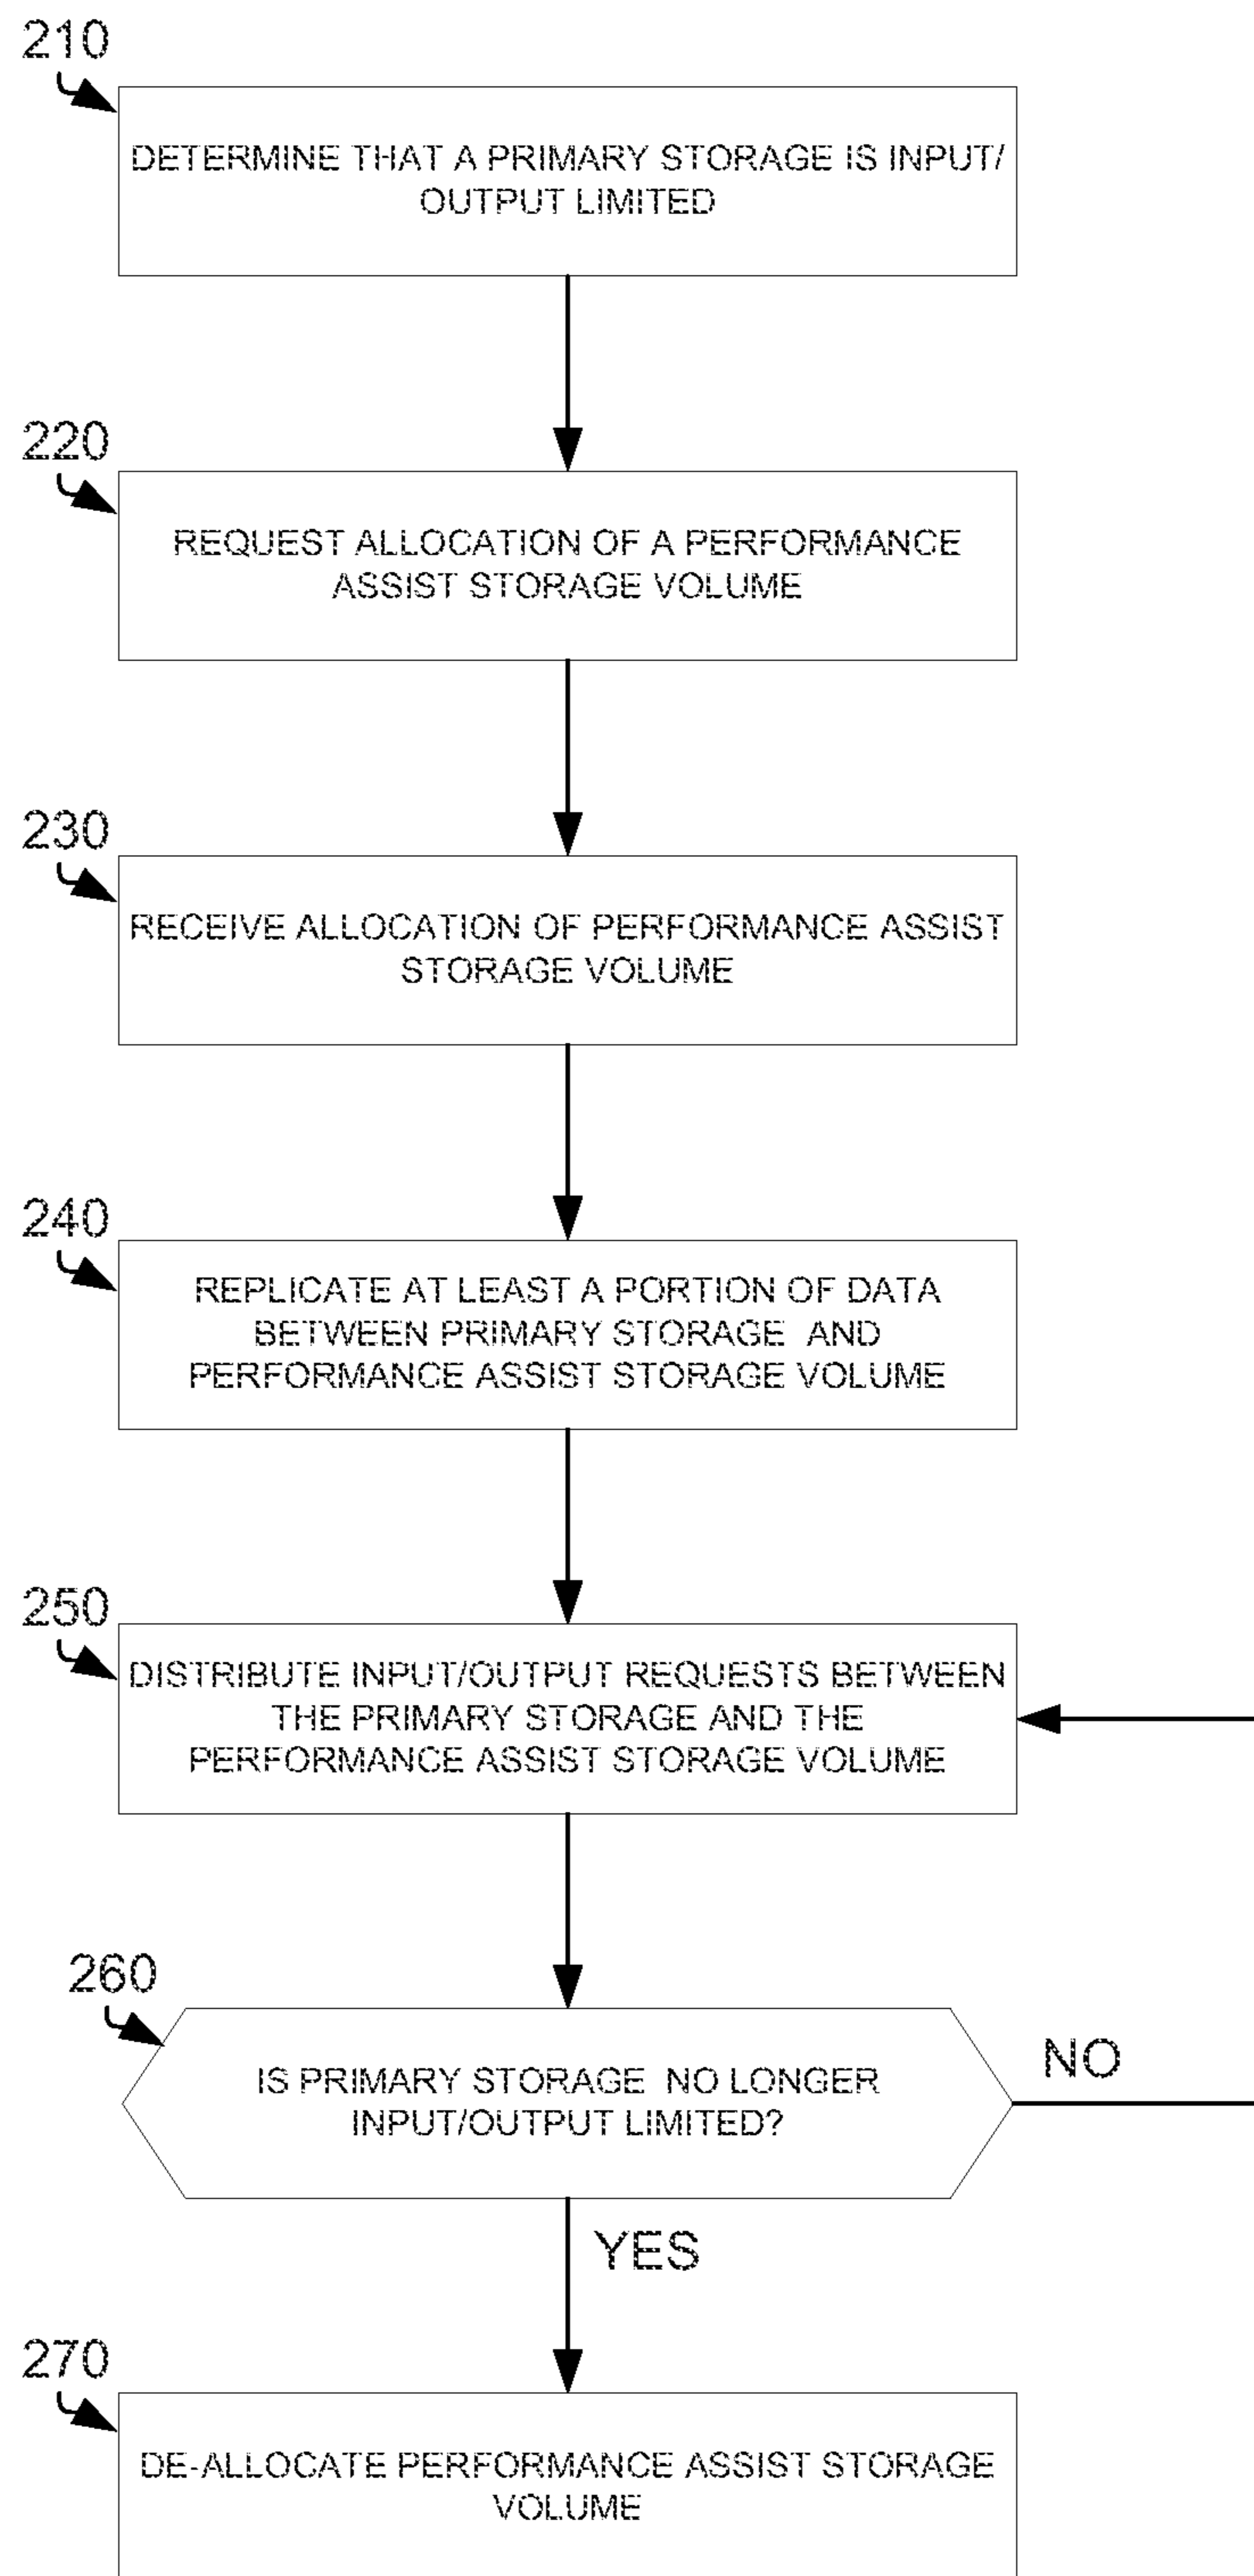 210
DETERMINE THAT A PRIMARY STORAGE IS INPUT/
OUTPUT LIMITED
220
REQUEST ALLOCATION OF A PERFORMANCE
ASSIST STORAGE VOLUME
230
RECEIVE ALLOCATION OF PERFORMANCE ASSIST
STORAGE VOLUME
240
REPLICATE AT LEAST A PORTION OF DATA
BETWEEN PRIMARY STORAGE AND
PERFORMANCE ASSIST STORAGE VOLUME
250
DISTRIBUTE INPUT/OUTPUT REQUESTS BETWEEN
THE PRIMARY STORAGE AND THE
PERFORMANCE ASSIST STORAGE VOLUME
260
IS PRIMARY STORAGE NO LONGER
INPUT/OUTPUT LIMITED?
NO
YES
270
DE-ALLOCATE PERFORMANCE ASSIST STORAGE
VOLUME